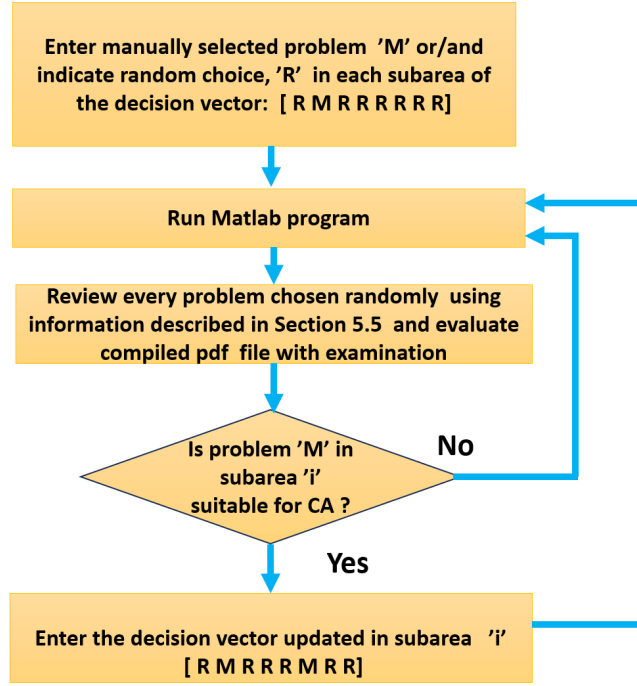 Enter manually selected problem 'M' or/and
indicate random choice, 'R' in each subarea of
the decision vector: [ R M R R R R R R]
Run Matlab program
Review every problem chosen randomly using
information described in Section 5.5 and evaluate
compiled pdf file with examination
Is problem 'M' in
subarea 'i'
suitable for CA ?
No
Yes
Enter the decision vector updated in subarea 'i'
[ R M R R R M R R]